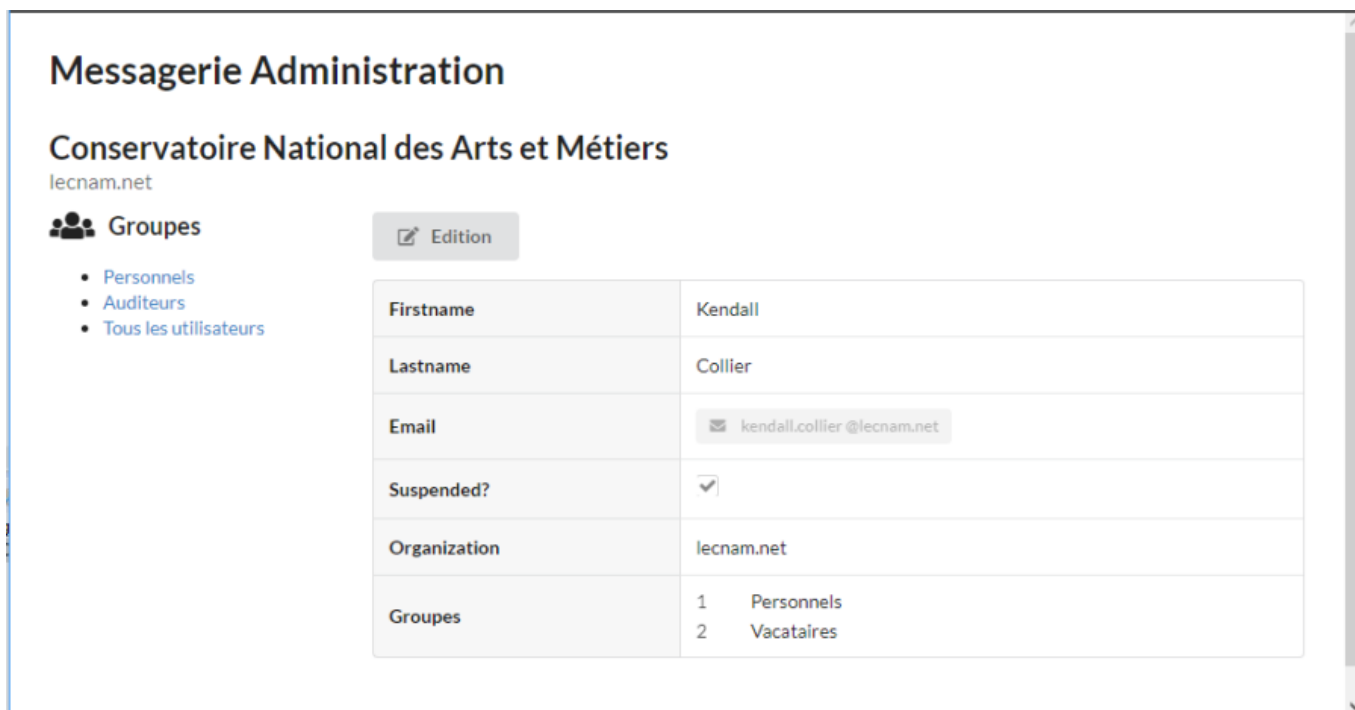 Messagerie Administration
Conservatoire National des Arts et Métiers
lecnam.net
Groupes
Personnels
Auditeurs
Tous les utilisateurs
Edition
Firstname Kendall
Lastname Collier
Email kendall.collier @lecnam.net
Suspended?
Organization lecnam.net
Groupes
1 Personnels
2 Vacataires